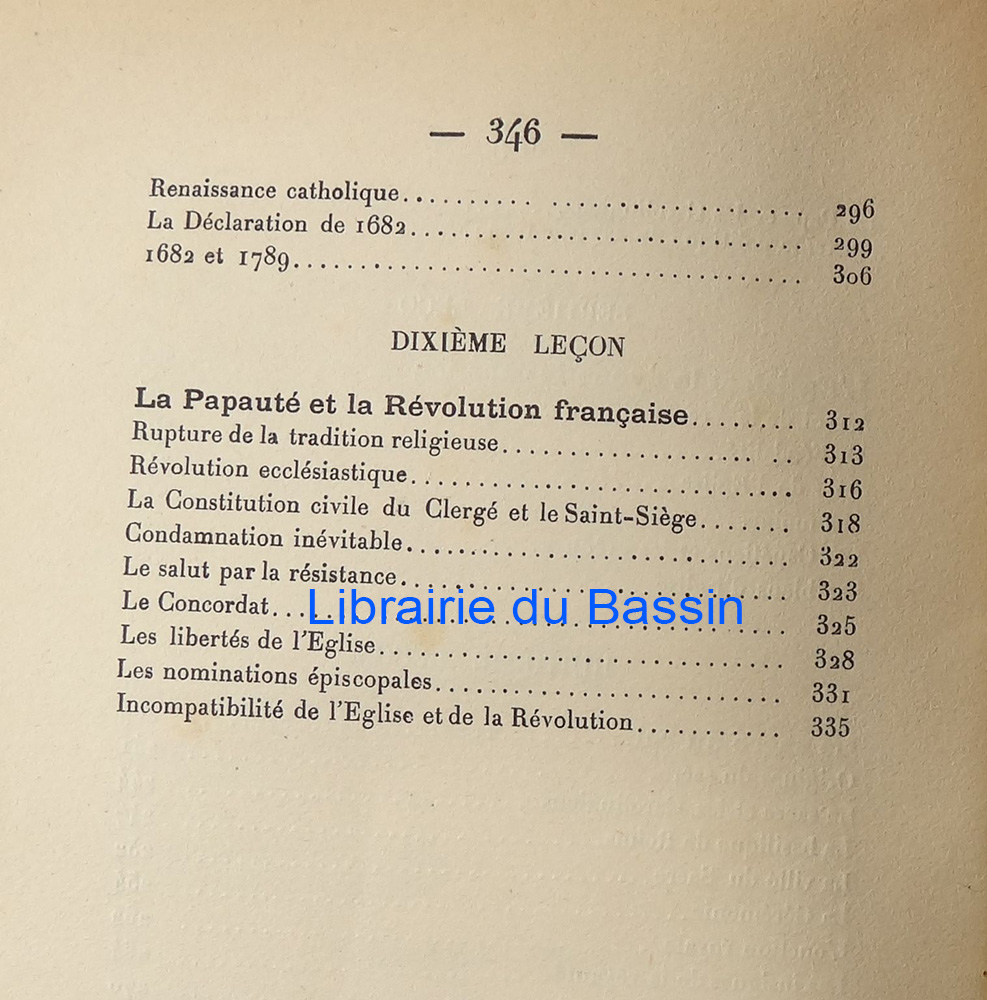 — 346 —
Renaissance catholique.......... ................... 296
La Déclaration de 1682.............................. 299
1682 et 1789....................................... 306
DIXIÈME LEÇON
La Papauté et la Révolution française........ 312
Rupture de la tradition religieuse................... .. 313
Révolution ecclésiastique............................. 316
La Constitution civile du Clergé et le Saint-Siège....... 318
Condamnation inévitable............................. 322
Le salut par la résistance............................. 323
Le Concordat....................................... 325
Librairie du Bassin
Les libertés de l'Eglise............................... 328
Les nominations épiscopales........................... 331
Incompatibilité de l'Eglise et de la Révolution........... 335